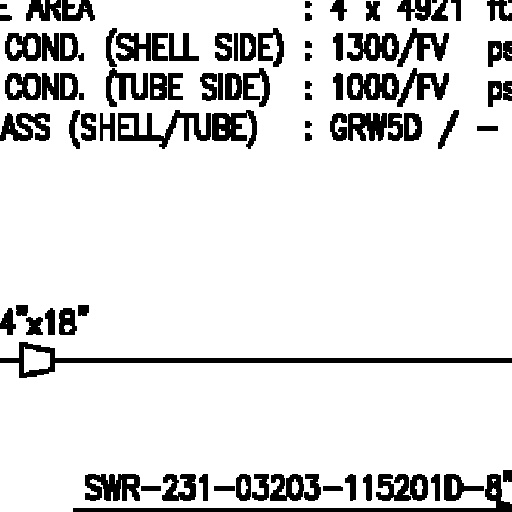 E AREA : 4 x 4921 ft
COND. (SHELL SIDE) : 1300/FV ps
COND. (TUBE SIDE) : 1000/FV ps
ASS (SHELL/TUBE) : GRW5D / -
4"x18"
SWR-231-03203-115201D-8"